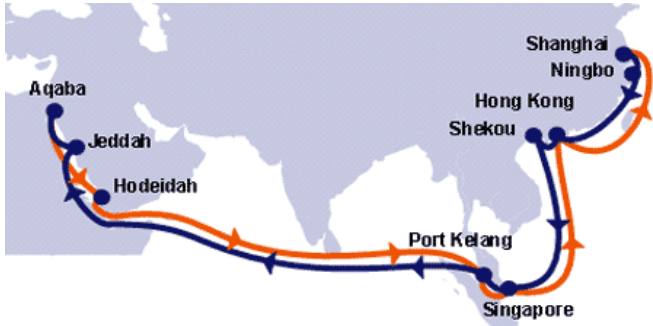 Shanghai
Ningbo
Aqaba
Hong Kong
Shekou
Jeddah
Hodeidah
Port Kelang
Singapore